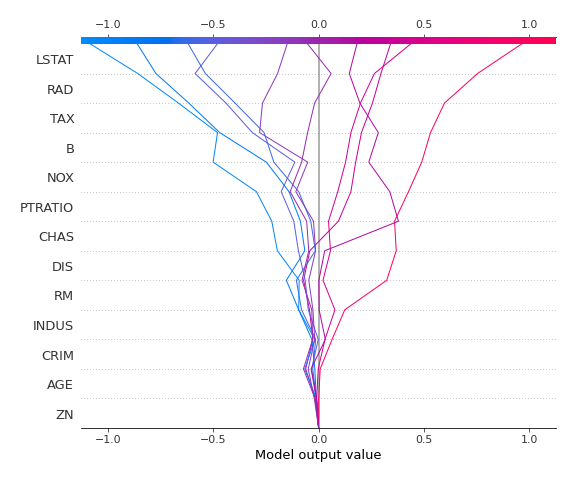 −1.0 −0.5 0.0 0.5 1.0
LSTAT
RAD
TAX
B
NOX
PTRATIO
CHAS
DIS
RM
INDUS
CRIM
AGE
ZN
−1.0 −0.5 0.0 0.5 1.0
Model output value